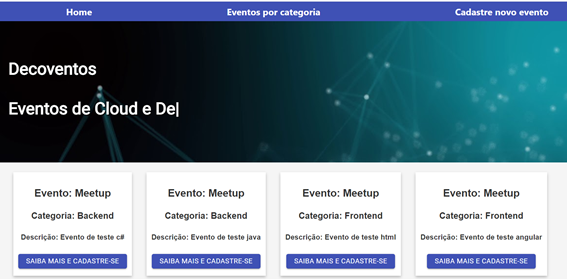 Home Eventos por categoria Cadastre novo evento
Decoventos
Eventos de Cloud e De|
Evento: Meetup
Categoria: Backend
Descrição: Evento de teste c#
SAIBA MAIS E CADASTRE-SE
Evento: Meetup
Categoria: Backend
Descrição: Evento de teste java
SAIBA MAIS E CADASTRE-SE
Evento: Meetup
Categoria: Frontend
Descrição: Evento de teste html
SAIBA MAIS E CADASTRE-SE
Evento: Meetup
Categoria: Frontend
Descrição: Evento de teste angular
SAIBA MAIS E CADASTRE-SE